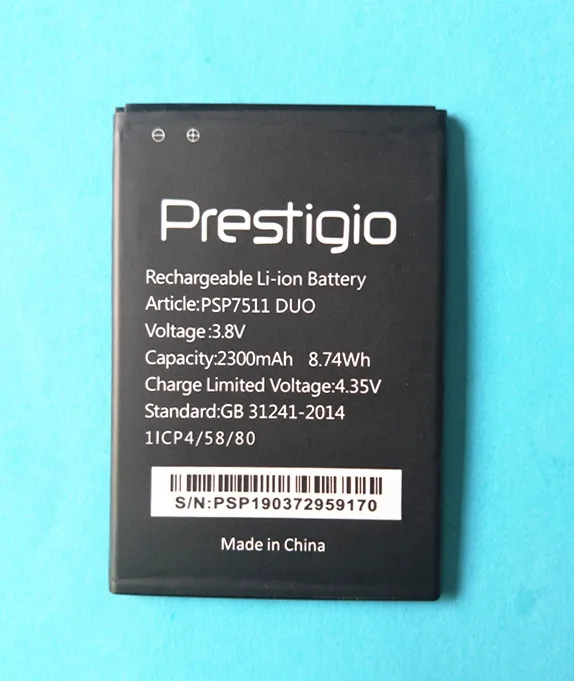 ⊖ ⊕
Prestigio
Rechargeable Li-ion Battery
Article:PSP7511 DUO
Voltage:3.8V
Capacity:2300mAh 8.74Wh
Charge Limited Voltage:4.35V
Standard:GB 31241-2014
1ICP4/58/80
S/N:PSP190372959170
Made in China